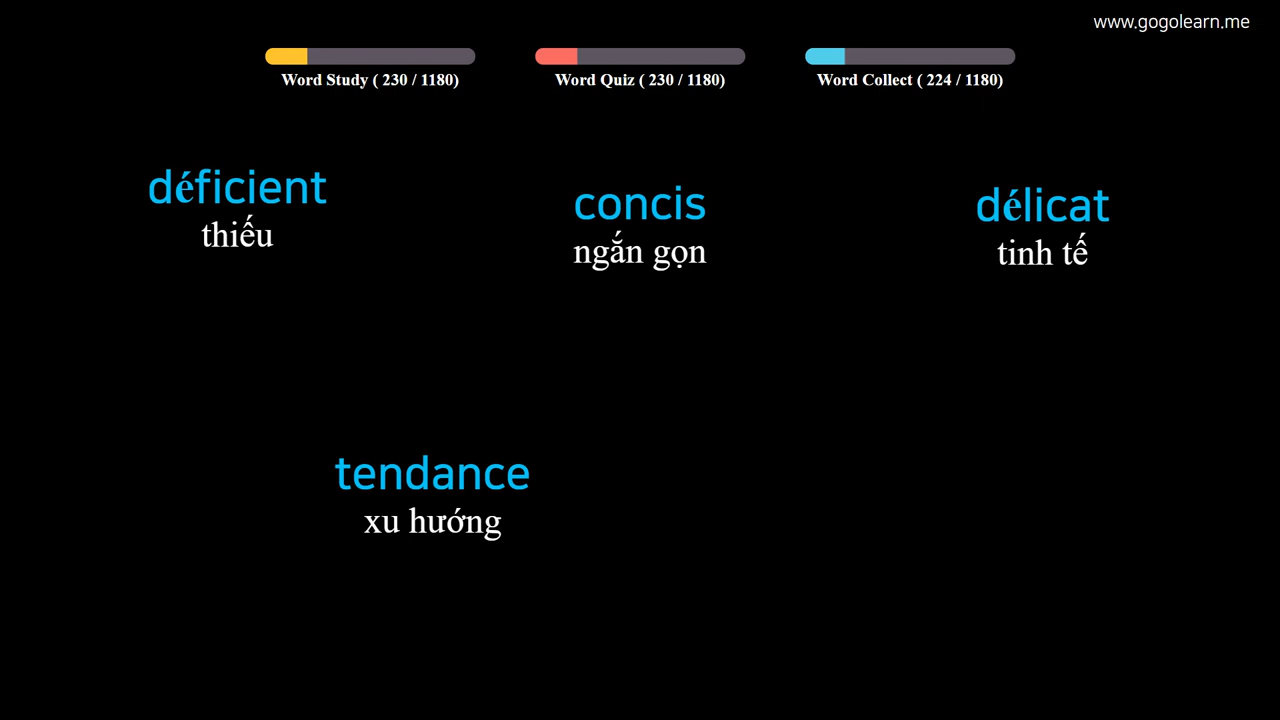 www.gogolearn.me
Word Study ( 230 / 1180)
Word Quiz ( 230 / 1180)
Word Collect ( 224 / 1180)
déficient
thiếu
concis
ngắn gọn
délicat
tinh tế
tendance
xu hướng